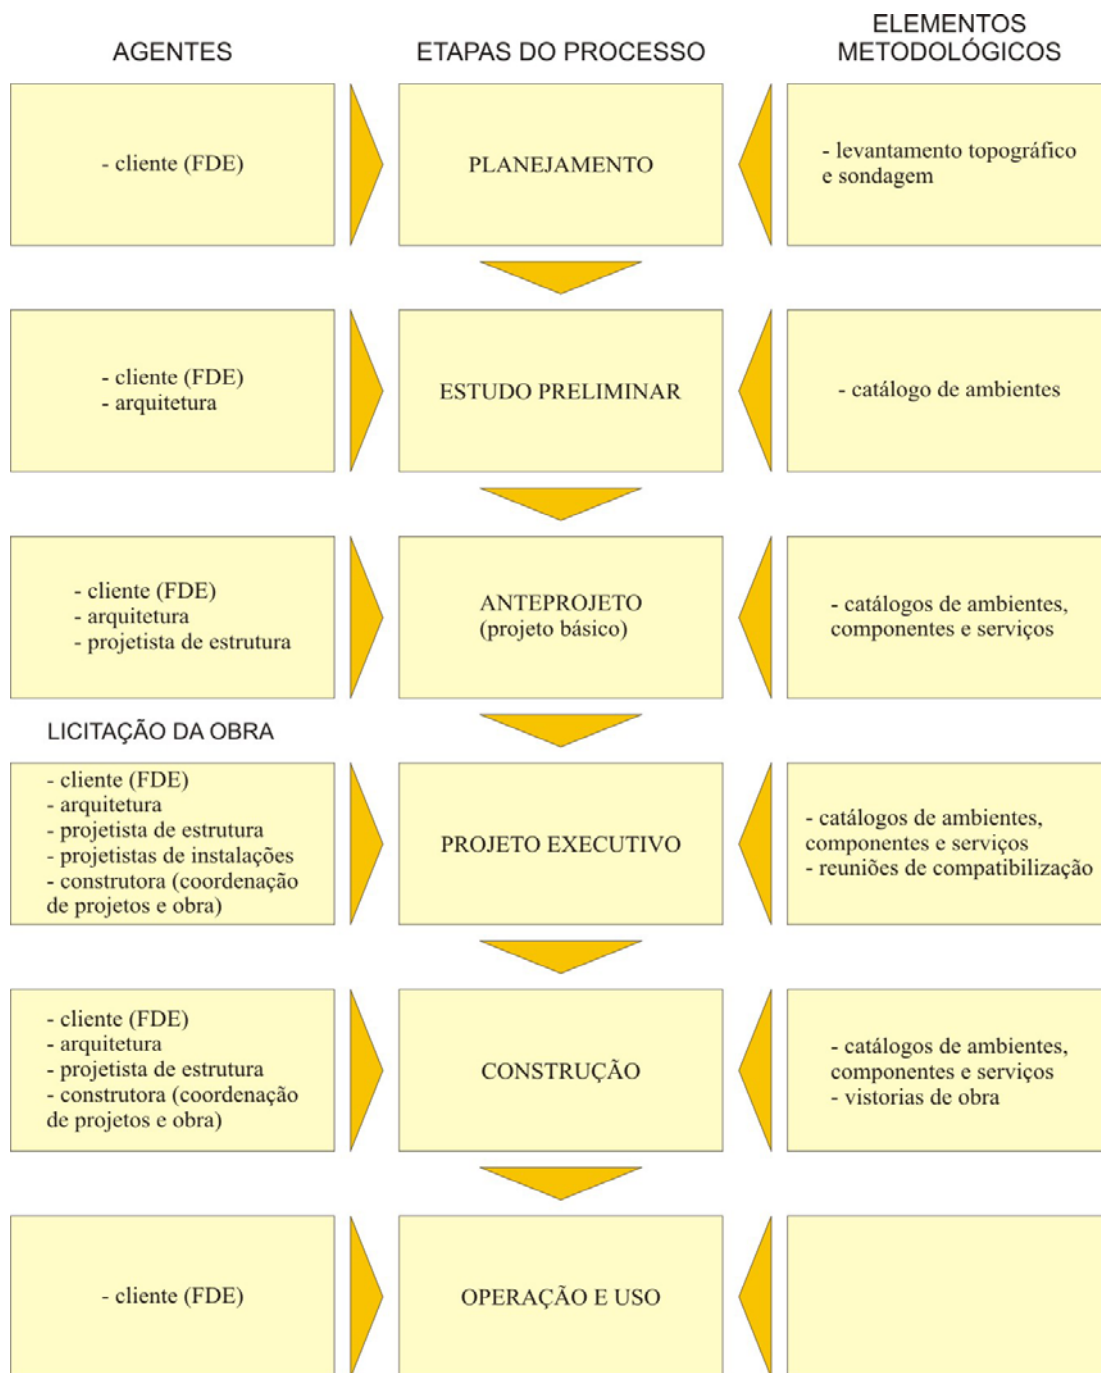 AGENTES
ETAPAS DO PROCESSO
ELEMENTOS
METODOLÓGICOS
- cliente (FDE)
PLANEJAMENTO
- levantamento topográfico
e sondagem
- cliente (FDE)
- arquitetura
ESTUDO PRELIMINAR
- catálogo de ambientes
- cliente (FDE)
- arquitetura
- projetista de estrutura
ANTEPROJETO
(projeto básico)
- catálogos de ambientes,
componentes e serviços
LICITAÇÃO DA OBRA
- cliente (FDE)
- arquitetura
- projetista de estrutura
- projetistas de instalações
- construtora (coordenação
de projetos e obra)
PROJETO EXECUTIVO
- catálogos de ambientes,
componentes e serviços
- reuniões de compatibilização
- cliente (FDE)
- arquitetura
- projetista de estrutura
- construtora (coordenação
de projetos e obra)
CONSTRUÇÃO
- catálogos de ambientes,
componentes e serviços
- vistorias de obra
- cliente (FDE)
OPERAÇÃO E USO